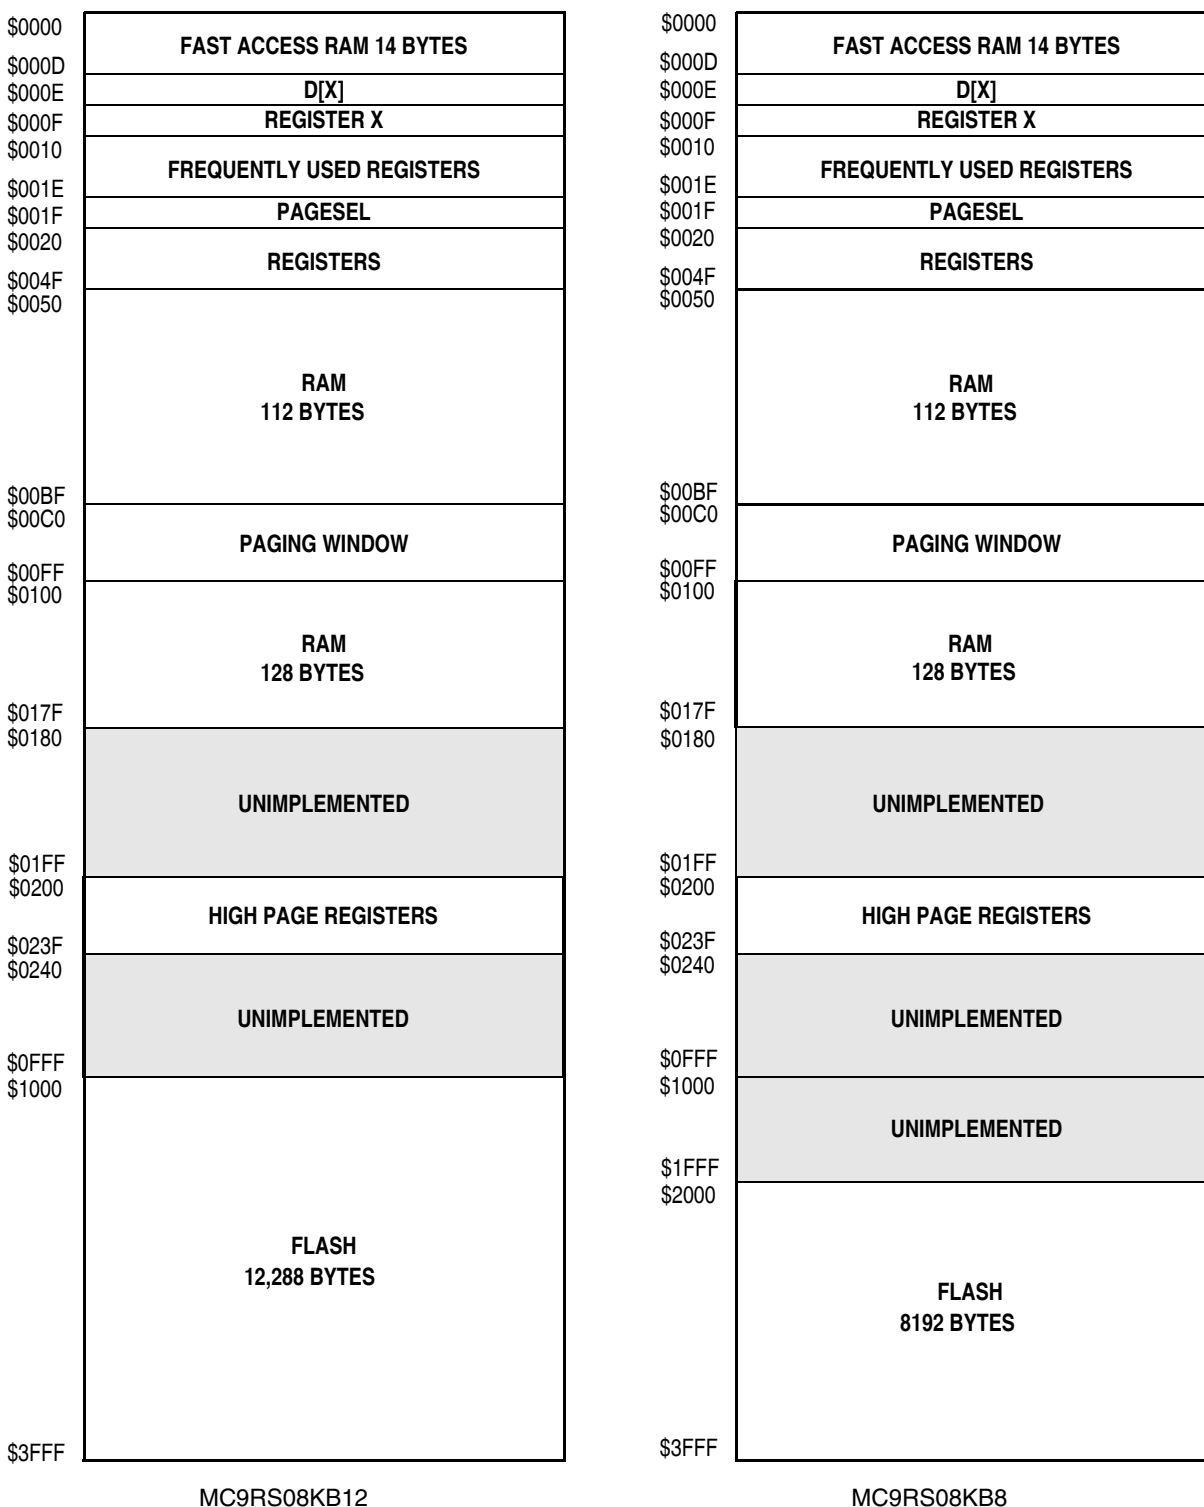 $0000
FAST ACCESS RAM 14 BYTES
$000D
$000E
D[X]
$000F
REGISTER X
$0010
FREQUENTLY USED REGISTERS
$001E
$001F
PAGESEL
$0020
REGISTERS
$004F
$0050
RAM
112 BYTES
$00BF
$00C0
PAGING WINDOW
$00FF
$0100
RAM
128 BYTES
$017F
$0180
UNIMPLEMENTED
$01FF
$0200
HIGH PAGE REGISTERS
$023F
$0240
UNIMPLEMENTED
$0FFF
$1000
FLASH
12,288 BYTES
$3FFF
MC9RS08KB12
$0000
FAST ACCESS RAM 14 BYTES
$000D
$000E
D[X]
$000F
REGISTER X
$0010
FREQUENTLY USED REGISTERS
$001E
$001F
PAGESEL
$0020
REGISTERS
$004F
$0050
RAM
112 BYTES
$00BF
$00C0
PAGING WINDOW
$00FF
$0100
RAM
128 BYTES
$017F
$0180
UNIMPLEMENTED
$01FF
$0200
HIGH PAGE REGISTERS
$023F
$0240
UNIMPLEMENTED
$0FFF
$1000
UNIMPLEMENTED
$1FFF
$2000
FLASH
8192 BYTES
$3FFF
MC9RS08KB8